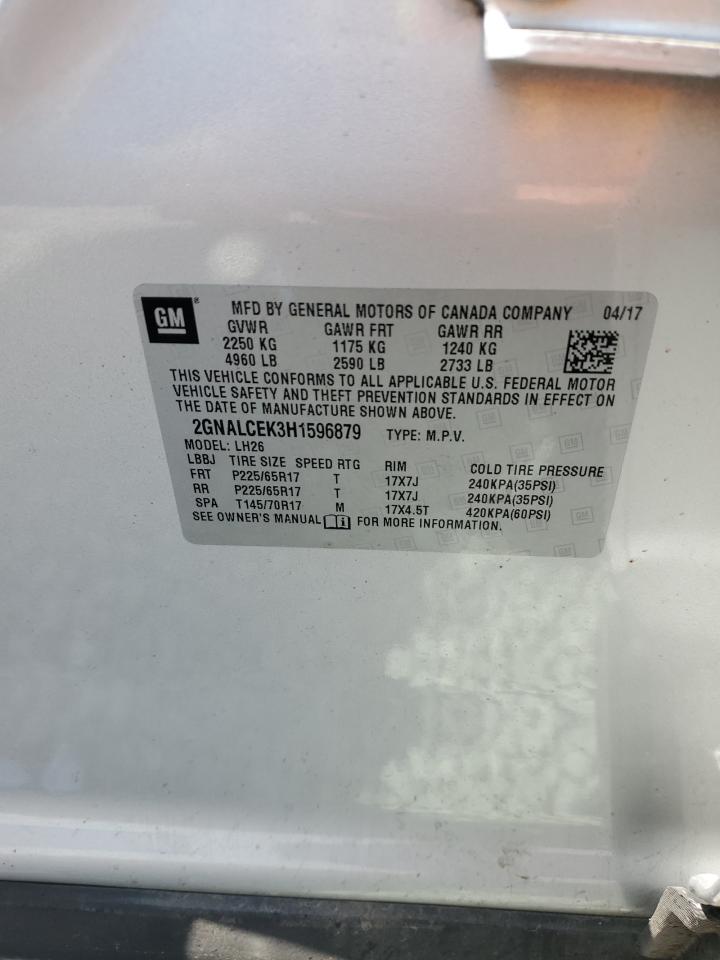 GM ® MFD BY GENERAL MOTORS OF CANADA COMPANY 04/17
GVWR GAWR FRT GAWR RR
2250 KG 1175 KG 1240 KG
4960 LB 2590 LB 2733 LB
THIS VEHICLE CONFORMS TO ALL APPLICABLE U.S. FEDERAL MOTOR
VEHICLE SAFETY AND THEFT PREVENTION STANDARDS IN EFFECT ON
THE DATE OF MANUFACTURE SHOWN ABOVE.
2GNALCEK3H1596879 TYPE: M.P.V.
MODEL: LH26
LBBJ TIRE SIZE SPEED RTG RIM COLD TIRE PRESSURE
FRT P225/65R17 T 17X7J 240KPA(35PSI)
RR P225/65R17 T 17X7J 240KPA(35PSI)
SPA T145/70R17 M 17X4.5T 420KPA(60PSI)
SEE OWNER'S MANUAL FOR MORE INFORMATION.